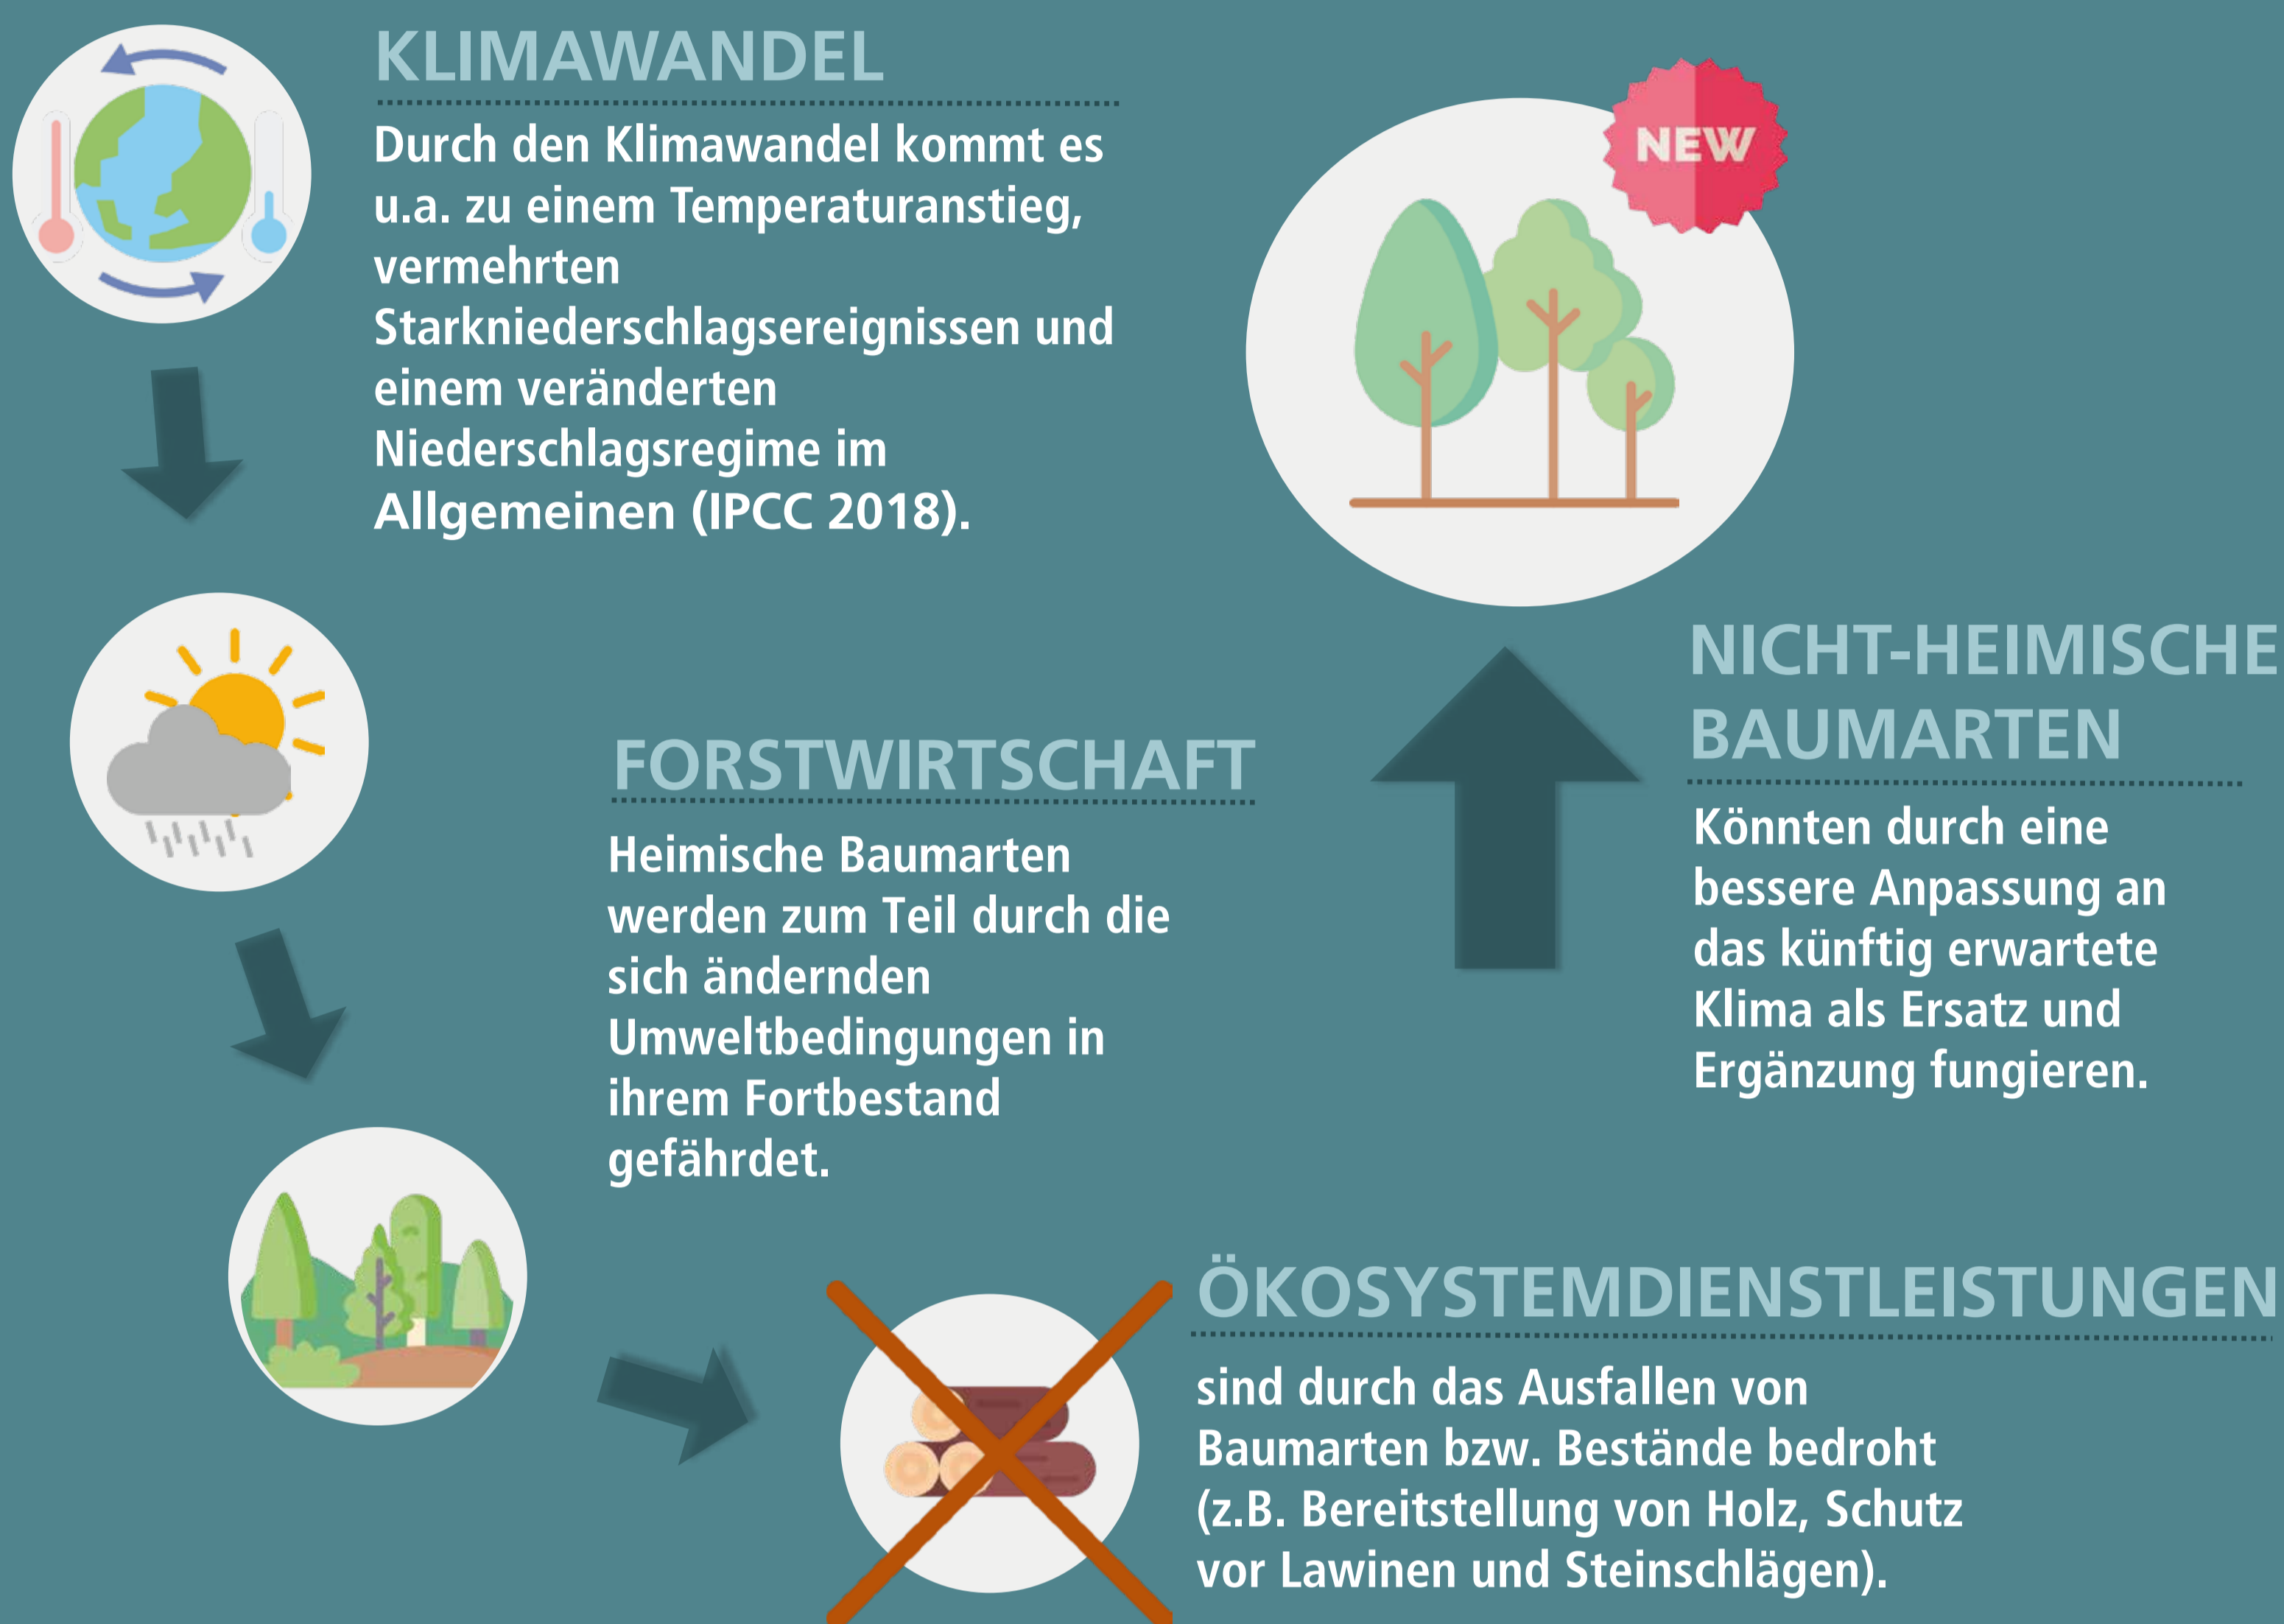 KLIMAWANDEL
Durch den Klimawandel kommt es
u.a. zu einem Temperaturanstieg,
vermehrten
Starkniederschlagsereignissen und
einem veränderten
Niederschlagsregime im
Allgemeinen (IPCC 2018).
FORSTWIRTSCHAFT
Heimische Baumarten
werden zum Teil durch die
sich ändernden
Umweltbedingungen in
ihrem Fortbestand
gefährdet.
ÖKOSYSTEMDIENSTLEISTUNGEN
sind durch das Ausfallen von
Baumarten bzw. Bestände bedroht
(z.B. Bereitstellung von Holz, Schutz
vor Lawinen und Steinschlägen).
NEW
NICHT-HEIMISCHE
BAUMARTEN
Könnten durch eine
bessere Anpassung an
das künftig erwartete
Klima als Ersatz und
Ergänzung fungieren.